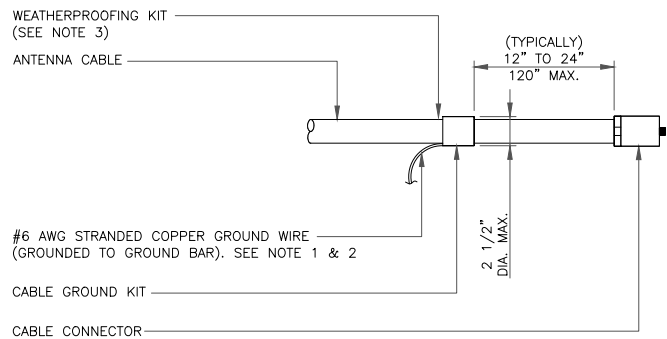 WEATHERPROOFING KIT
(SEE NOTE 3)
ANTENNA CABLE
(TYPICALLY)
12" TO 24"
120" MAX.
#6 AWG STRANDED COPPER GROUND WIRE
(GROUNDED TO GROUND BAR). SEE NOTE 1 & 2
2 1/2"
DIA. MAX.
CABLE GROUND KIT
CABLE CONNECTOR